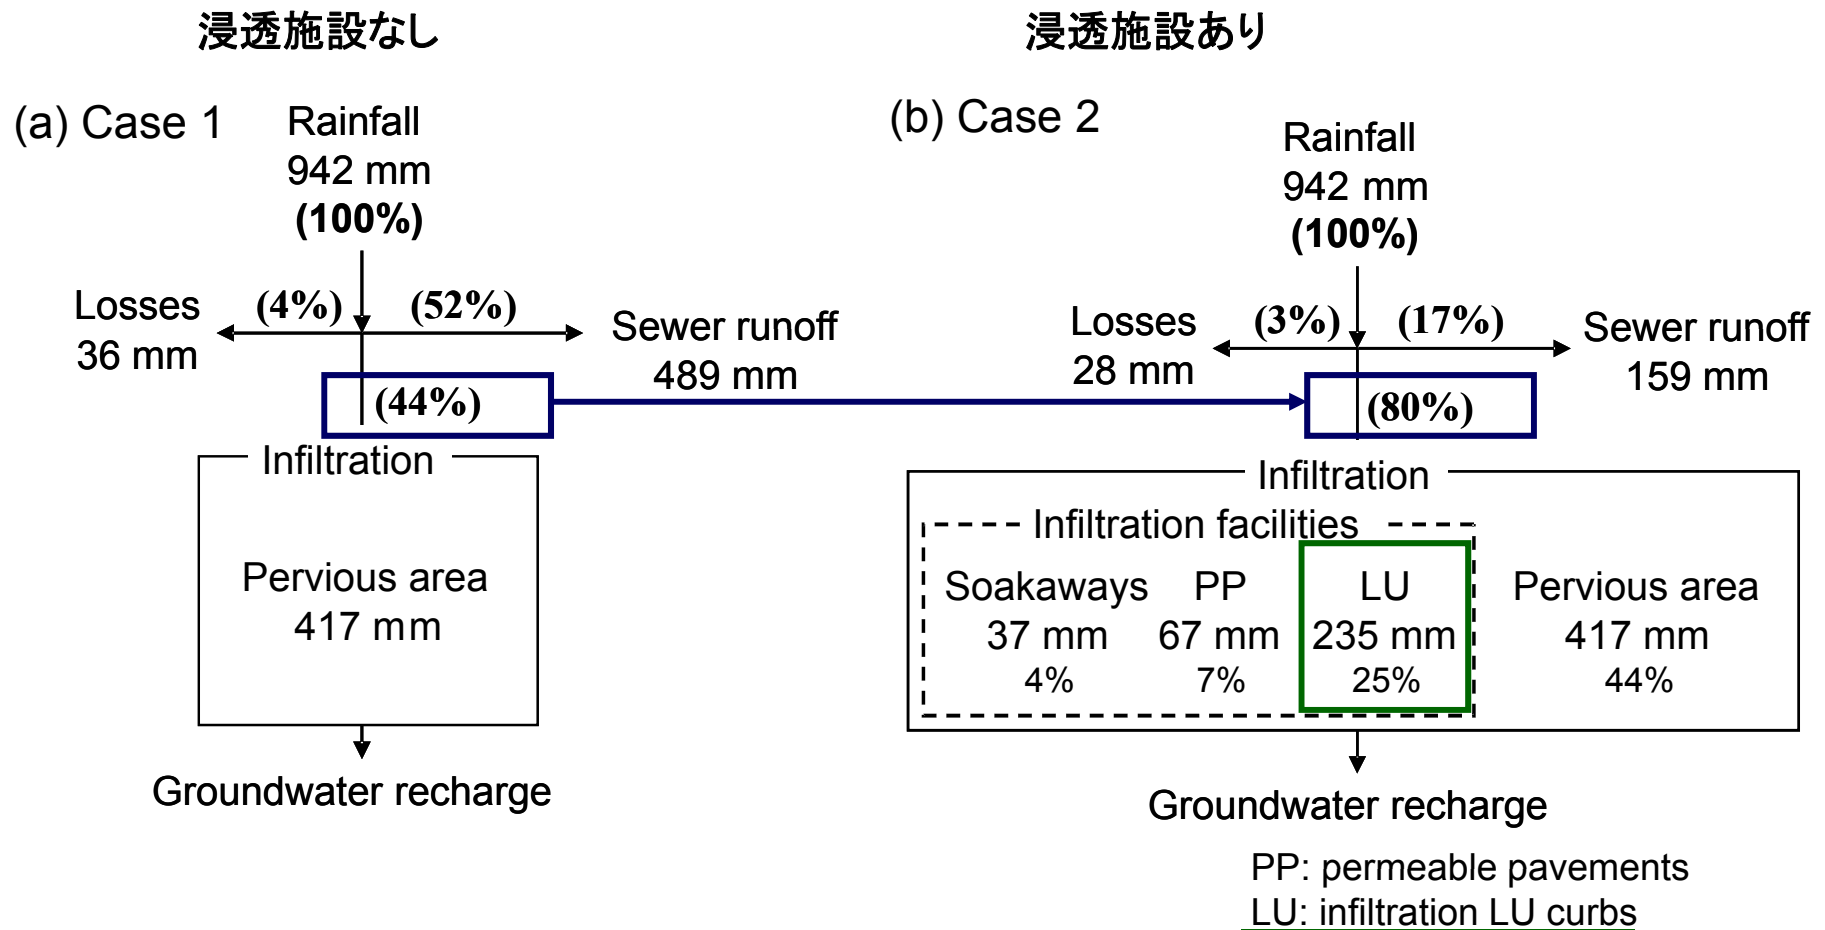 浸透施設なし
浸透施設あり
(a) Case 1
Rainfall
942 mm
(100%)
Losses
36 mm
(4%)
(52%)
Sewer runoff
489 mm
(44%)
Infiltration
Pervious area
417 mm
Groundwater recharge
(b) Case 2
Rainfall
942 mm
(100%)
Losses
28 mm
(3%)
(17%)
Sewer runoff
159 mm
(80%)
Infiltration
Infiltration facilities
Soakaways
37 mm
4%
PP
67 mm
7%
LU
235 mm
25%
Pervious area
417 mm
44%
Groundwater recharge
PP: permeable pavements
LU: infiltration LU curbs